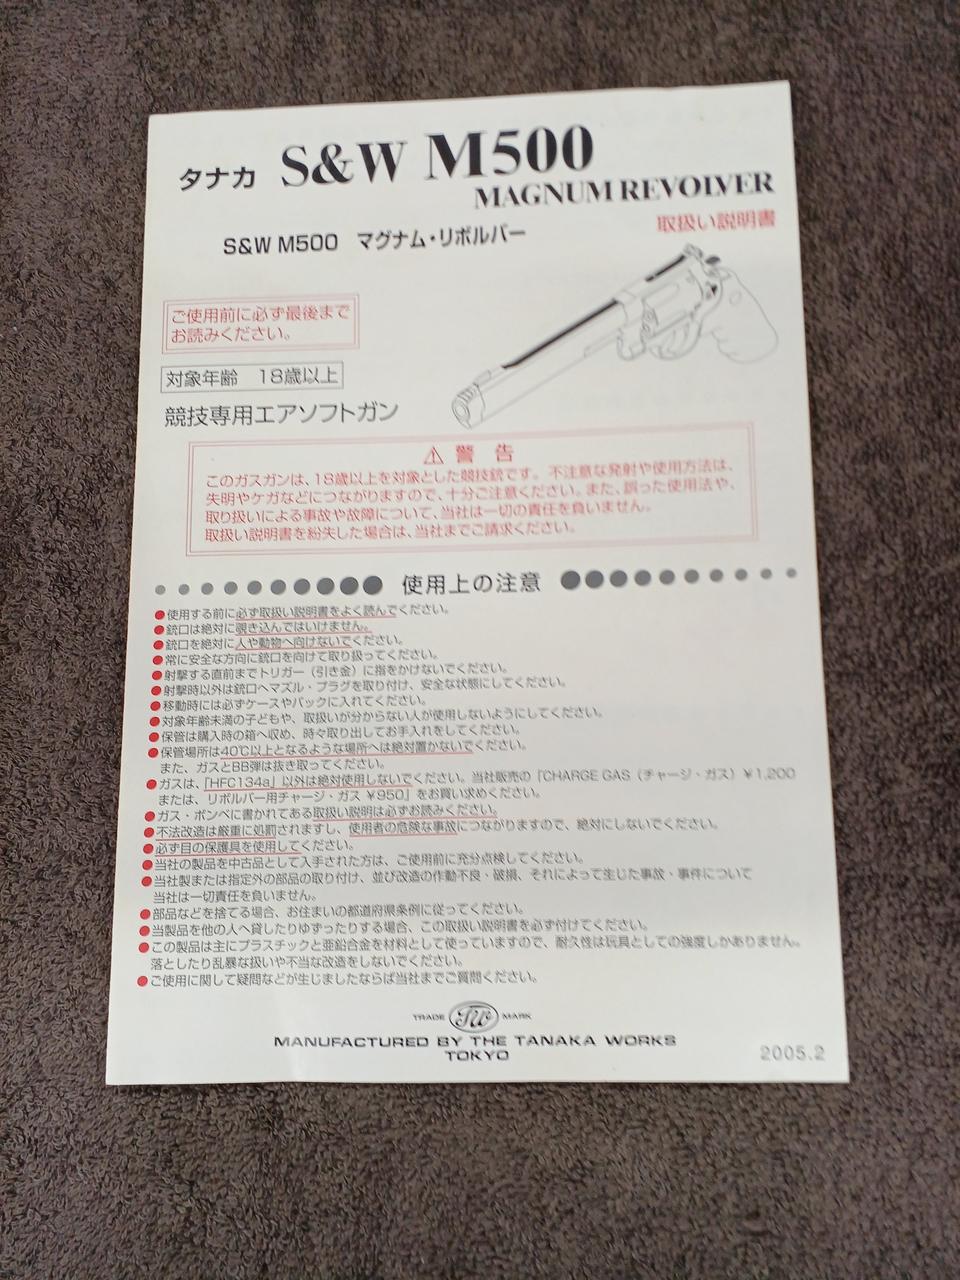 タナカ S&W M500
MAGNUM REVOLVER
取扱い説明書
S&W M500 マグナム・リボルバー
ご使用前に必ず最後まで
お読みください。
対象年齢 18歳以上
競技専用エアソフトガン
⚠ 警告
このガスガンは、18歳以上を対象とした競技銃です。不注意な発射や使用方法は、
失明やケガなどにつながりますので、十分ご注意ください。また、誤った使用法や、
取り扱いによる事故や故障について、当社は一切の責任を負いません。
取扱い説明書を紛失した場合は、当社までご請求ください。
使用上の注意
●使用する前に必ず取扱い説明書をよく読んでください。
●銃口は絶対に覗き込んではいけません。
●銃口を絶対に人や動物へ向けないでください。
●常に安全な方向に銃口を向けて取り扱ってください。
●射撃する直前までトリガー（引き金）に指をかけないでください。
●射撃時以外は銃口へマズル・プラグを取り付け、安全な状態にしてください。
●移動時には必ずケースやバックに入れてください。
●対象年齢未満の子どもや、取扱いが分からない人が使用しないようにしてください。
●保管は購入時の箱へ収め、時々取り出してお手入れをしてください。
●保管場所は40℃以上となるような場所へは絶対置かないでください。
また、ガスとBB弾は抜き取ってください。
●ガスは、「HFC134a」以外は絶対使用しないでください。当社販売の「CHARGE GAS（チャージ・ガス）￥1,200
または、リボルバー用チャージ・ガス ￥950」をお買い求めください。
●ガス・ボンベに書かれてある取扱い説明は必ずお読みください。
●不法改造は厳重に処罰されますし、使用者の危険な事故につながりますので、絶対にしないでください。
●必ず目の保護具を使用してください。
●当社の製品を中古品として入手された方は、ご使用前に充分点検してください。
●当社製または指定外の部品の取り付け、並び改造の作動不良・破損、それによって生じた事故・事件について
当社は一切責任を負いません。
●部品などを捨てる場合、お住まいの都道府県条例に従ってください。
●当製品を他の人へ貸したりゆずったりする場合、この取扱い説明書を必ず付けてください。
●この製品は主にプラスチックと亜鉛合金を材料として使っていますので、耐久性は玩具としての強度しかありません。
落としたり乱暴な扱いや不当な改造をしないでください。
●ご使用に関して疑問などが生じましたならば当社までご質問ください。
TRADE TW MARK
MANUFACTURED BY THE TANAKA WORKS
TOKYO
2005.2